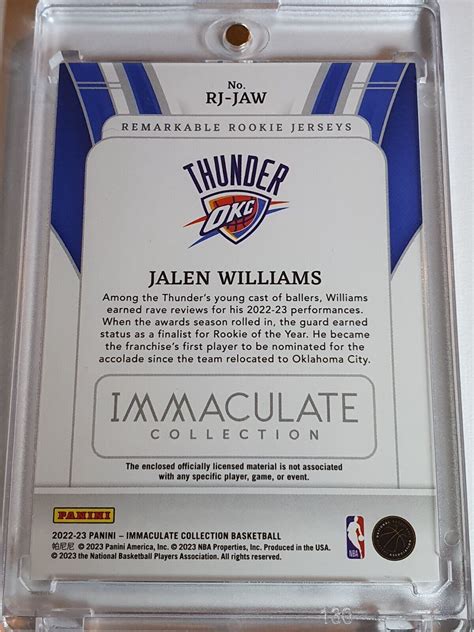 No.
RJ-JAW
REMARKABLE ROOKIE JERSEYS
THUNDER
OKC
JALEN WILLIAMS
Among the Thunder's young cast of ballers, Williams
earned rave reviews for his 2022-23 performances.
When the awards season rolled in, the guard earned
status as a finalist for Rookie of the Year. He became
the franchise's first player to be nominated for the
accolade since the team relocated to Oklahoma City.
IMMACULATE
COLLECTION
The enclosed officially licensed material is not associated
with any specific player, game, or event.
PANINI
2022-23 PANINI – IMMACULATE COLLECTION BASKETBALL
帕尼尼 © 2023 Panini America, Inc. © 2023 NBA Properties, Inc. Produced in the USA.
© 2023 the National Basketball Players Association. All rights reserved.
NBA
130